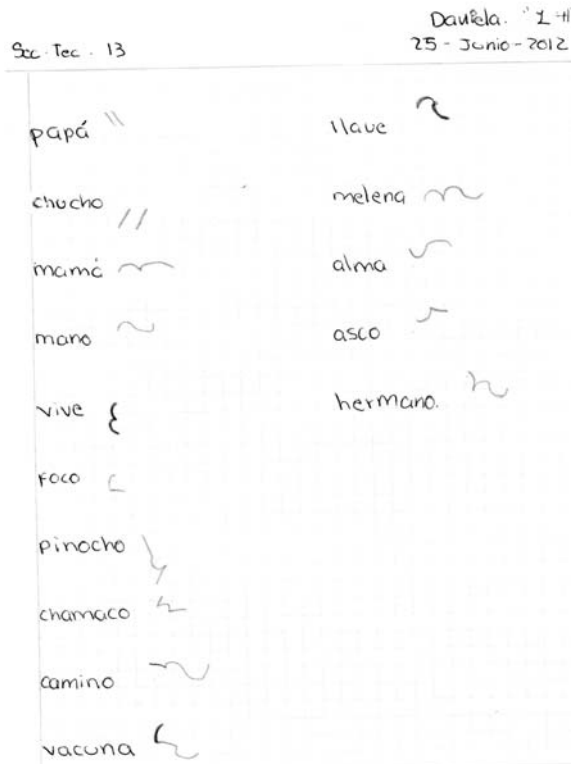 Daniela. "1-H
Sec. Tec. 13
25-Junio-2012
papá
chucho
mamá
mano
vive
foco
pinocho
chamaco
camino
vacuna
llave
melena
alma
asco
hermano.